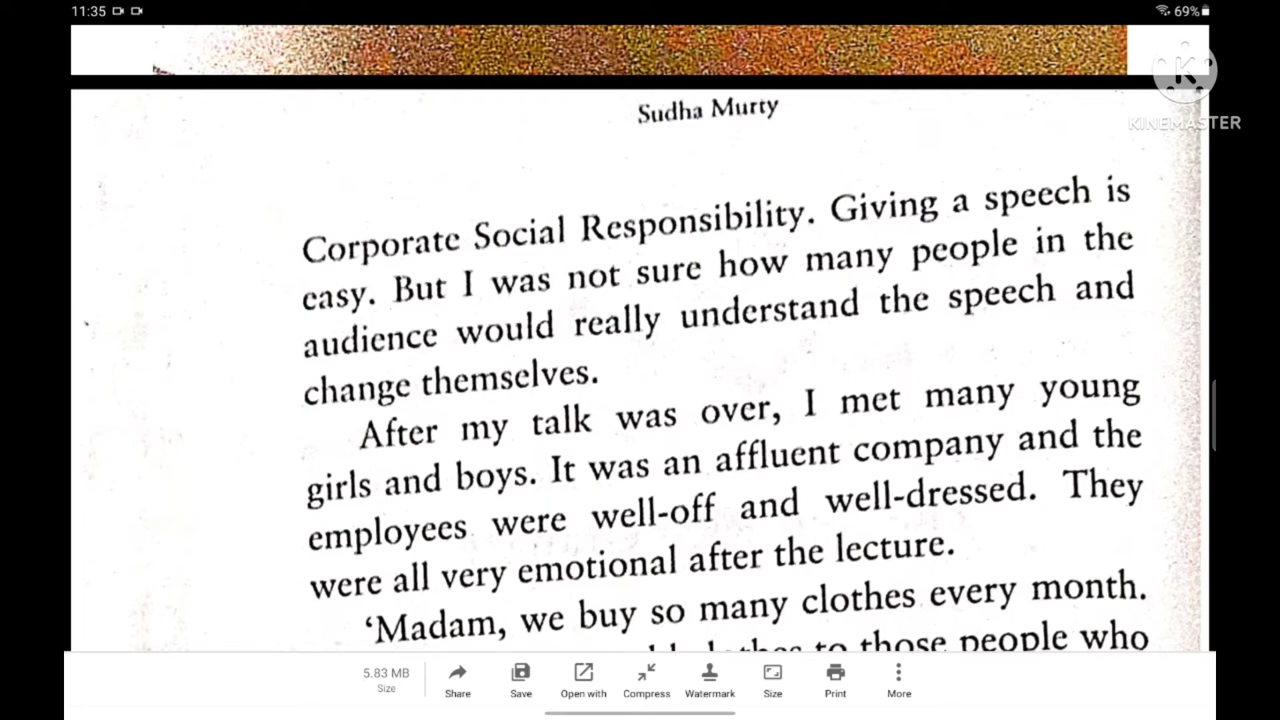 11:35
69%
KINEMASTER
Sudha Murty
Corporate Social Responsibility. Giving a speech is
easy. But I was not sure how many people in the
audience would really understand the speech and
change themselves.
After my talk was over, I met many young
girls and boys. It was an affluent company and the
employees were well-off and well-dressed. They
were all very emotional after the lecture.
‘Madam, we buy so many clothes every month.
to those people who
5.83 MB
Size
Share
Save
Open with
Compress
Watermark
Size
Print
More